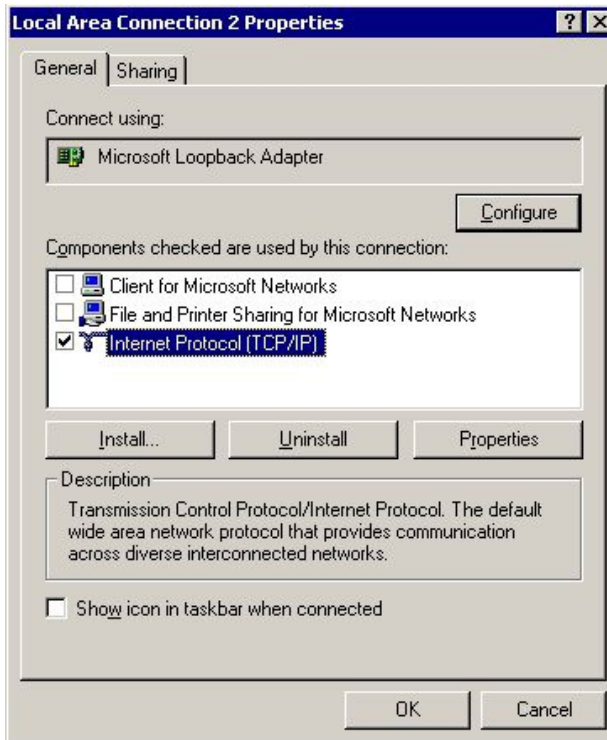 Local Area Connection 2 Properties
General
Sharing
Connect using:
Microsoft Loopback Adapter
Configure
Components checked are used by this connection:
Client for Microsoft Networks
File and Printer Sharing for Microsoft Networks
Internet Protocol (TCP/IP)
Install...
Uninstall
Properties
Description
Transmission Control Protocol/Internet Protocol. The default
wide area network protocol that provides communication
across diverse interconnected networks.
Show icon in taskbar when connected
OK
Cancel